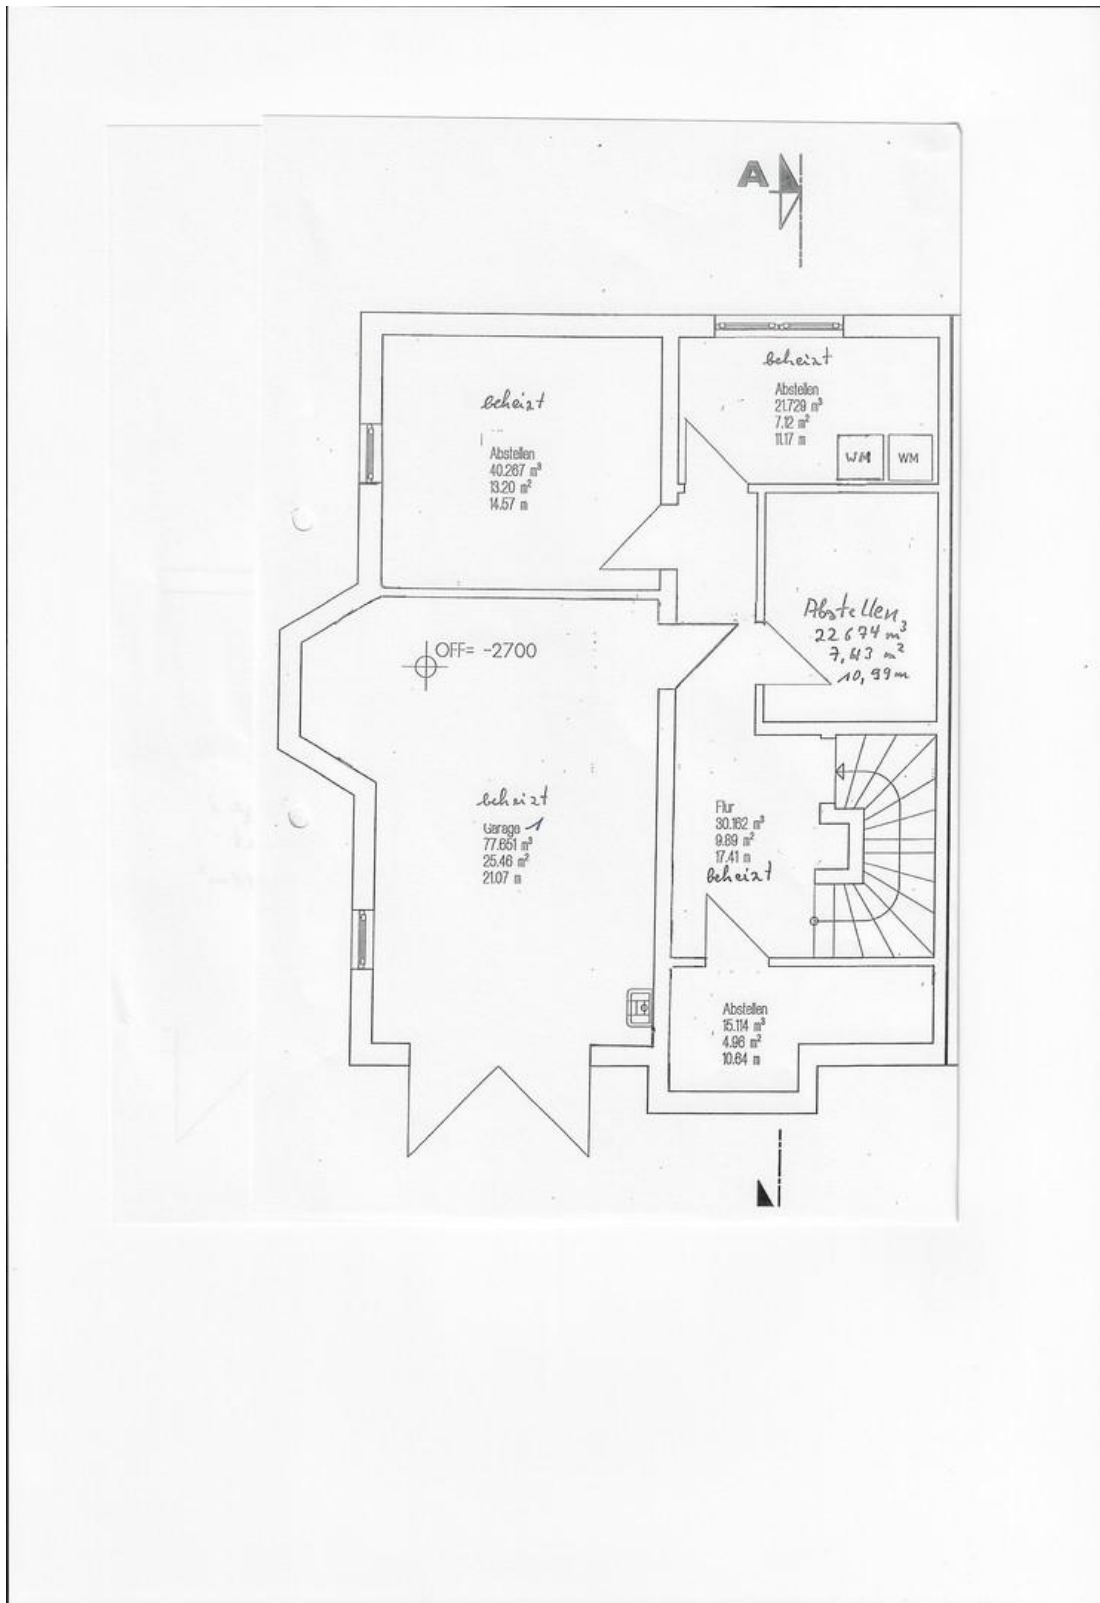 A
beheizt
Abstellen
21.729 m³
7.12 m²
11.17 m
WM
WM
beheizt
Abstellen
40.267 m³
13.20 m²
14.57 m
Abstellen
22674 m³
7,43 m²
10,99m
OFF= -2700
beheizt
Garage 1
77.651 m³
25.46 m²
21.07 m
Flur
30.162 m³
9.89 m²
17.41 m
beheizt
Abstellen
15.114 m³
4.96 m²
10.64 m